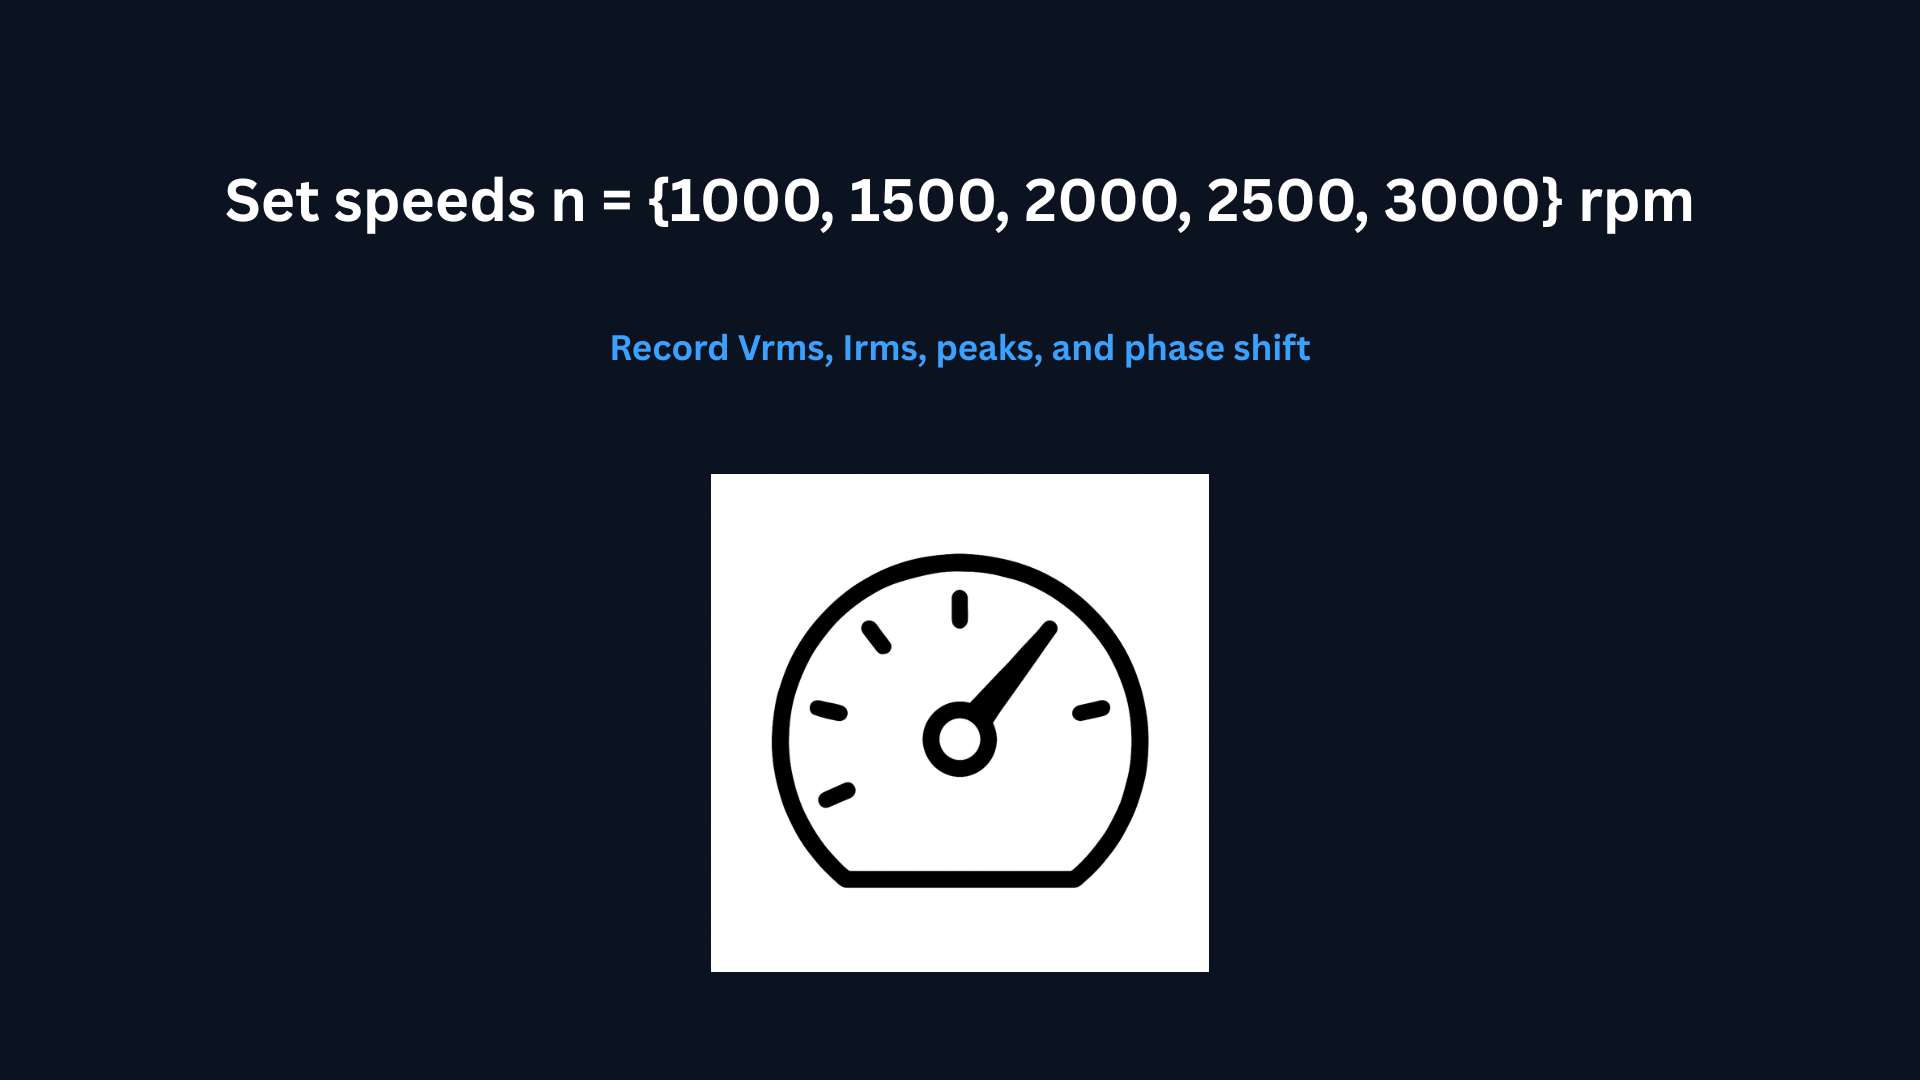 Set speeds n = {1000, 1500, 2000, 2500, 3000} rpm
Record Vrms, Irms, peaks, and phase shift